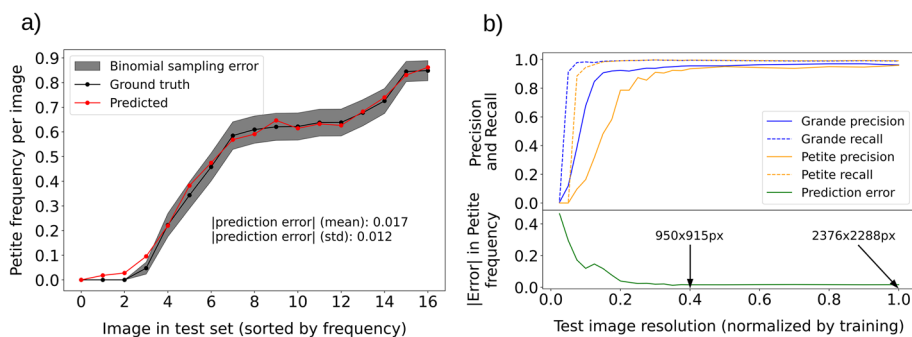 a)
Petite frequency per image
0.9
0.8
0.7
0.6
0.5
0.4
0.3
0.2
0.1
0.0
Binomial sampling error
Ground truth
Predicted
|prediction error| (mean): 0.017
|prediction error| (std): 0.012
0 2 4 6 8 10 12 14 16
Image in test set (sorted by frequency)
b)
Precision
and Recall
1.0
0.8
0.6
0.4
0.2
0.0
Grande precision
Grande recall
Petite precision
Petite recall
Prediction error
|Error| in Petite
frequency
0.4
0.2
0.0
950x915px
2376x2288px
0.0 0.2 0.4 0.6 0.8 1.0
Test image resolution (normalized by training)